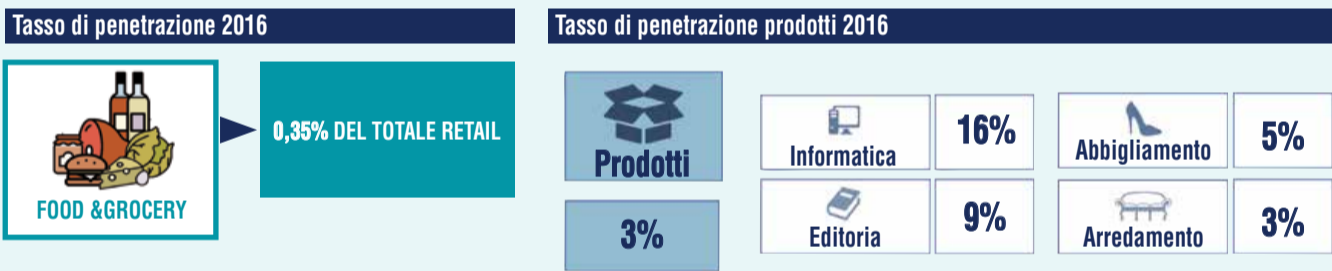 Tasso di penetrazione 2016
FOOD &GROCERY
0,35% DEL TOTALE RETAIL
Tasso di penetrazione prodotti 2016
Prodotti
3%
Informatica
16%
Abbigliamento
5%
Editoria
9%
Arredamento
3%